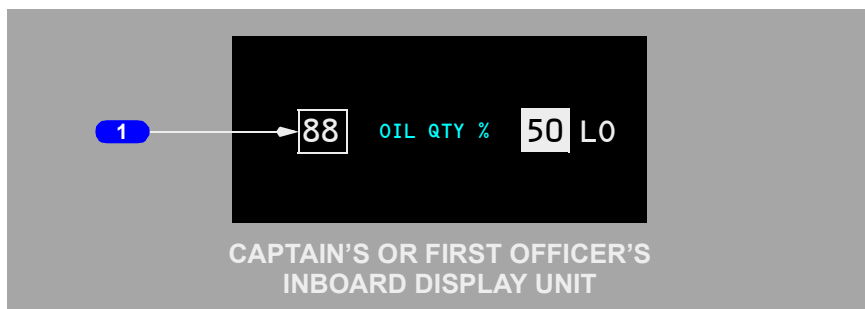 1
88 OIL QTY % 50 LO
CAPTAIN'S OR FIRST OFFICER'S
INBOARD DISPLAY UNIT